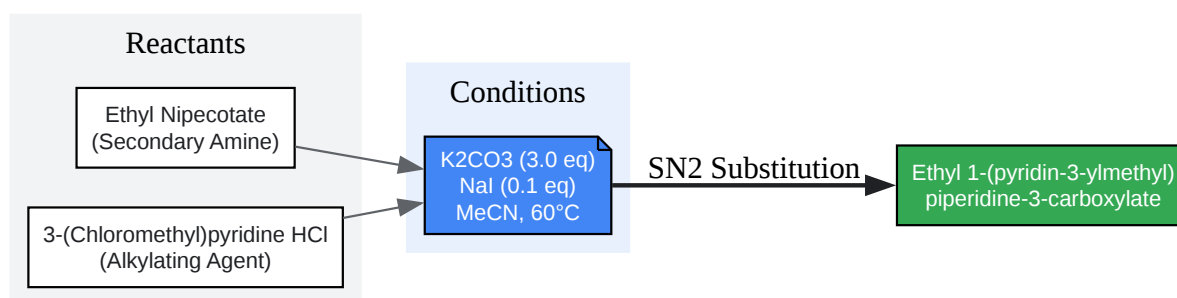 Reactants
Ethyl Nipecotate
(Secondary Amine)
3-(Chloromethyl)pyridine HCl
(Alkylating Agent)
Conditions
K2CO3 (3.0 eq)
NaI (0.1 eq)
MeCN, 60°C
SN2 Substitution
Ethyl 1-(pyridin-3-ylmethyl)
piperidine-3-carboxylate